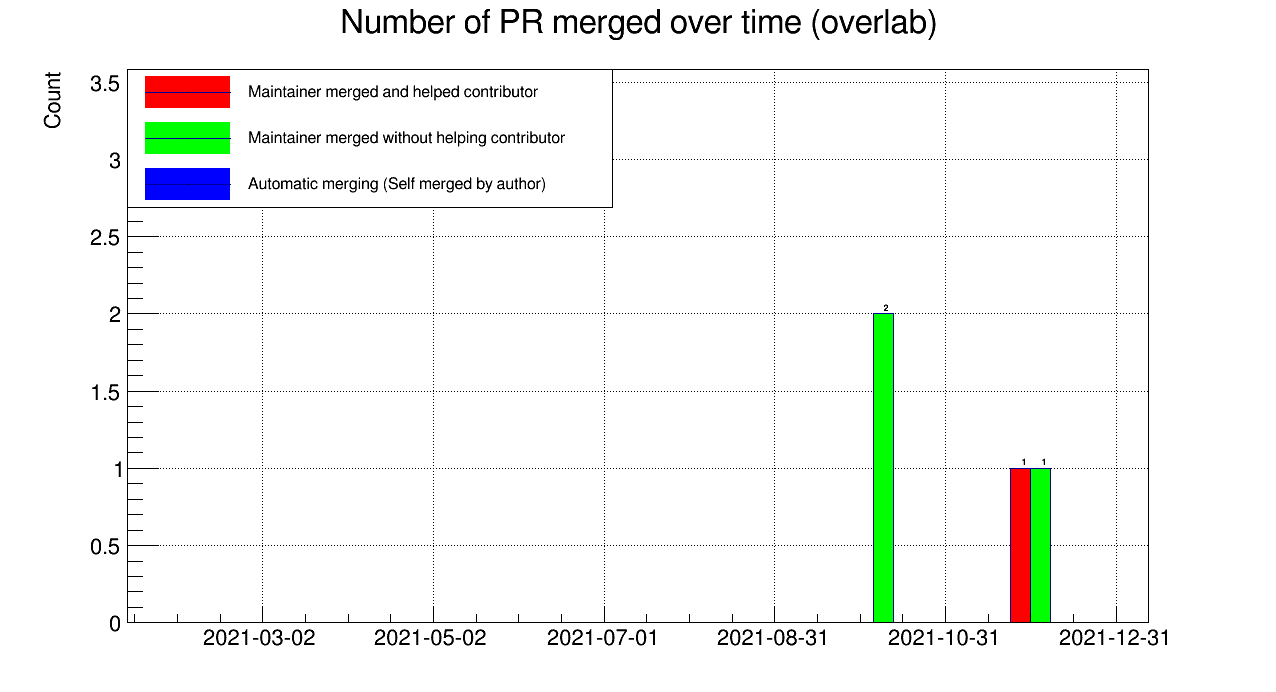 Number of PR merged over time (overlab)
Count
Maintainer merged and helped contributor
Maintainer merged without helping contributor
Automatic merging (Self merged by author)
3.5
3
2.5
2
1.5
1
0.5
0
2
1 1
2021-03-02 2021-05-02 2021-07-01 2021-08-31 2021-10-31 2021-12-31